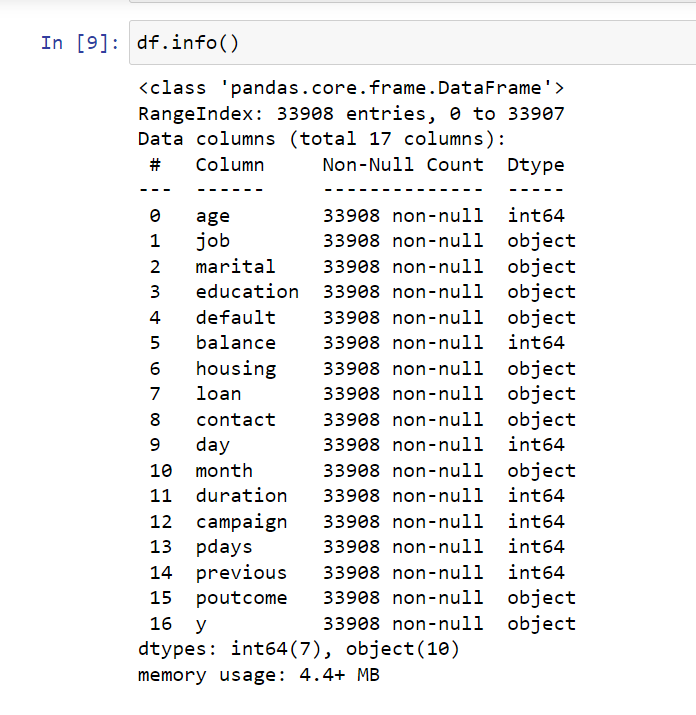 In [9]: df.info()
<class 'pandas.core.frame.DataFrame'>
RangeIndex: 33908 entries, 0 to 33907
Data columns (total 17 columns):
 #   Column     Non-Null Count  Dtype
---  ------     --------------  -----
 0   age        33908 non-null  int64
 1   job        33908 non-null  object
 2   marital    33908 non-null  object
 3   education  33908 non-null  object
 4   default    33908 non-null  object
 5   balance    33908 non-null  int64
 6   housing    33908 non-null  object
 7   loan       33908 non-null  object
 8   contact    33908 non-null  object
 9   day        33908 non-null  int64
 10  month      33908 non-null  object
 11  duration   33908 non-null  int64
 12  campaign   33908 non-null  int64
 13  pdays      33908 non-null  int64
 14  previous   33908 non-null  int64
 15  poutcome   33908 non-null  object
 16  y          33908 non-null  object
dtypes: int64(7), object(10)
memory usage: 4.4+ MB